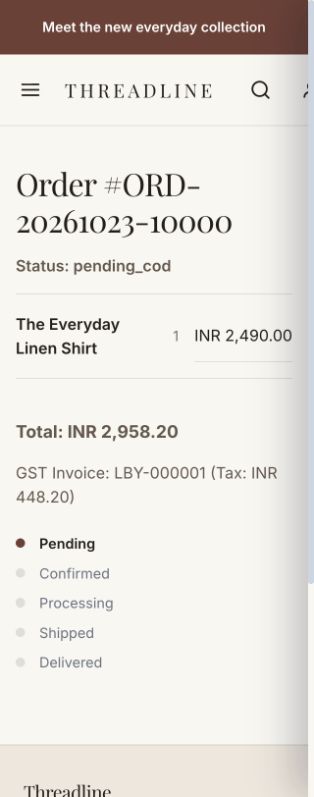 Meet the new everyday collection
THREADLINE
Order #ORD-
20261023-10000
Status: pending_cod
The Everyday
Linen Shirt
1
INR 2,490.00
Total: INR 2,958.20
GST Invoice: LBY-000001 (Tax: INR
448.20)
Pending
Confirmed
Processing
Shipped
Delivered
Threadline